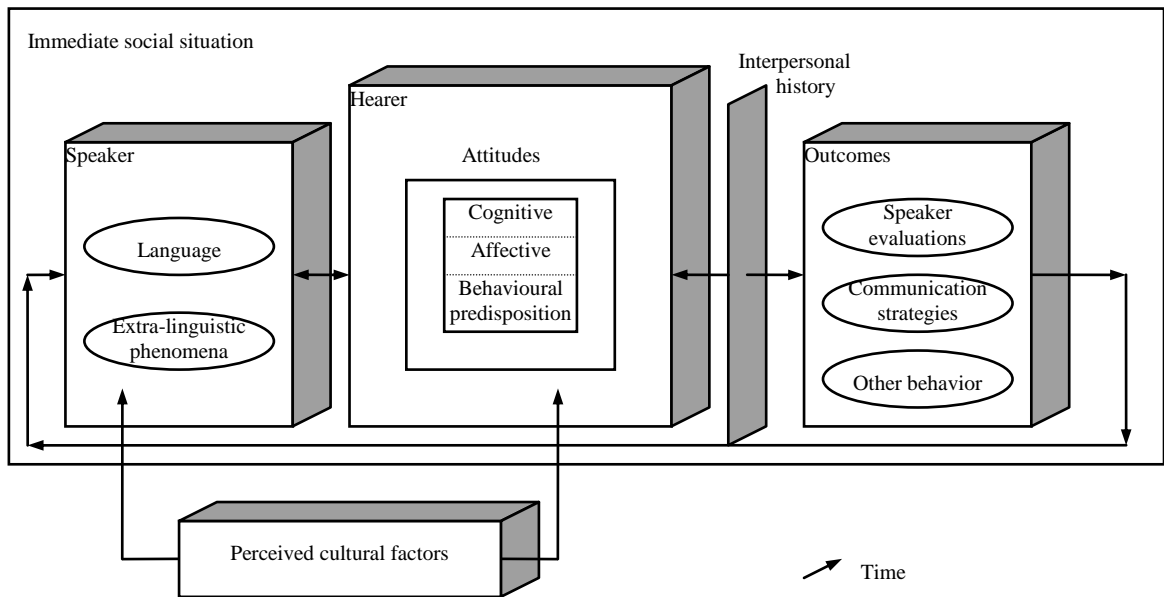 Immediate social situation
Interpersonal
history
Hearer
Speaker
Attitudes
Outcomes
Cognitive
Affective
Behavioural
predisposition
Language
Extra-linguistic
phenomena
Speaker
evaluations
Communication
strategies
Other behavior
Perceived cultural factors
Time